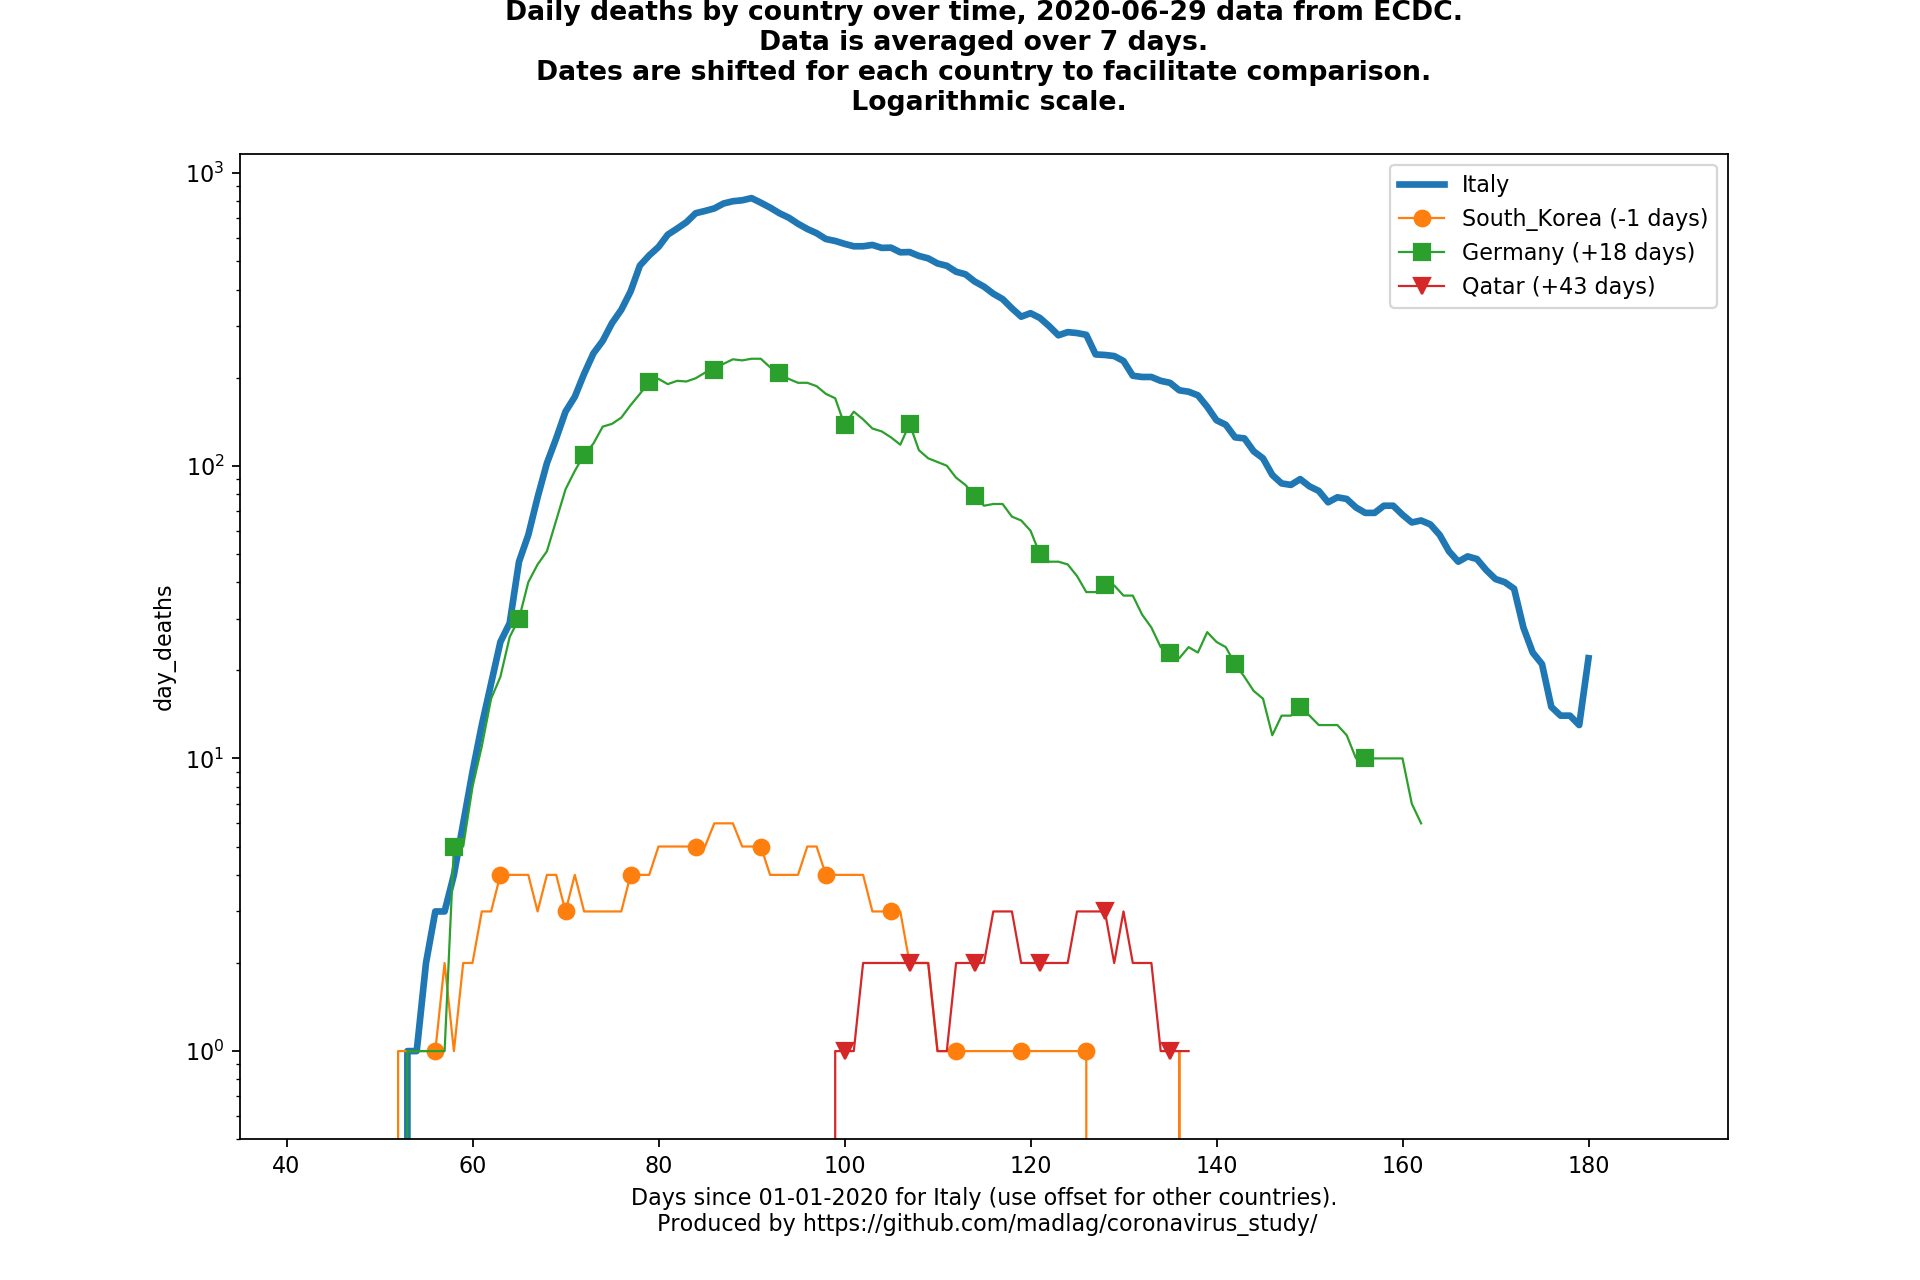 Daily deaths by country over time, 2020-06-29 data from ECDC.
Data is averaged over 7 days.
Dates are shifted for each country to facilitate comparison.
Logarithmic scale.
10³
10²
10¹
10⁰
day_deaths
Italy
South_Korea (-1 days)
Germany (+18 days)
Qatar (+43 days)
40 60 80 100 120 140 160 180
Days since 01-01-2020 for Italy (use offset for other countries).
Produced by https://github.com/madlag/coronavirus_study/